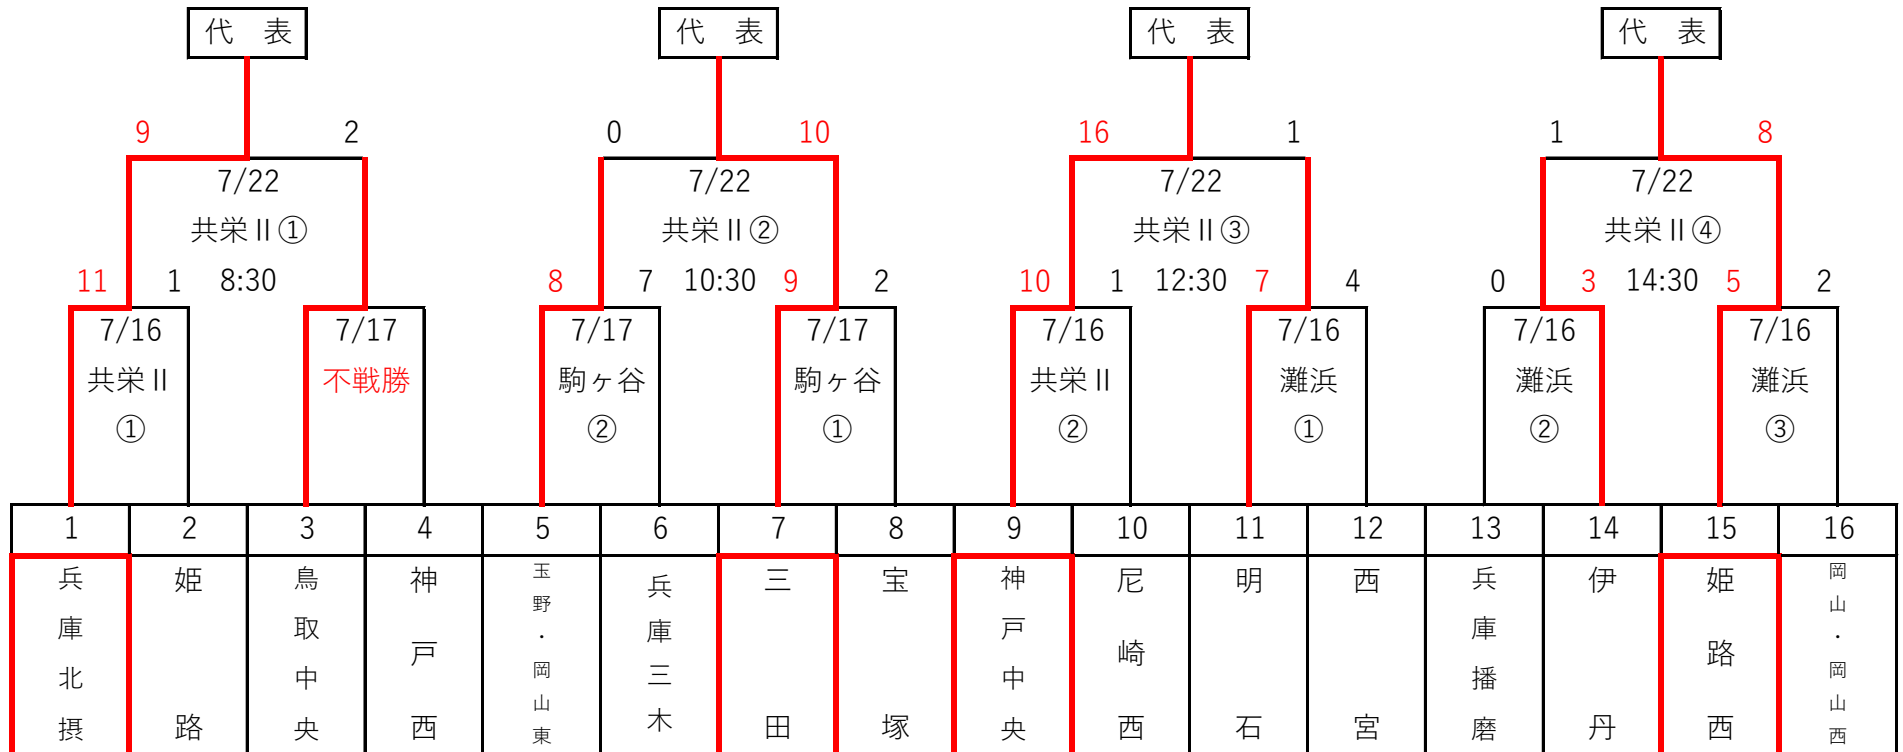 代 表 代 表 代 表 代 表
9 2 0 10 16 1 1 8
7/22 7/22 7/22 7/22
共栄Ⅱ① 共栄Ⅱ② 共栄Ⅱ③ 共栄Ⅱ④
11 1 8:30 8 7 10:30 9 2 10 1 12:30 7 4 0 3 14:30 5 2
7/16 7/17 7/17 7/17 7/16 7/16 7/16 7/16
共栄Ⅱ 不戦勝 駒ヶ谷 駒ヶ谷 共栄Ⅱ 灘浜 灘浜 灘浜
① ② ① ② ① ② ③
1 2 3 4 5 6 7 8 9 10 11 12 13 14 15 16
兵庫北摂
姫路
鳥取中央
神戸西
玉野・岡山東
兵庫三木
三田
宝塚
神戸中央
尼崎西
明石
西宮
兵庫播磨
伊丹
姫路西
岡山・岡山西